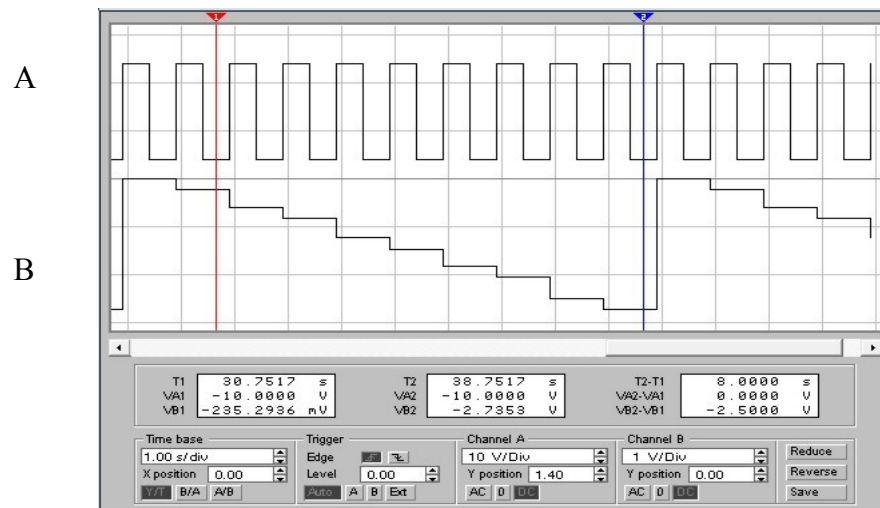 1
2
A
B
T1 30.7517 s
VA1 -10.0000 V
VB1 -235.2936 mV
T2 38.7517 s
VA2 -10.0000 V
VB2 -2.7353 V
T2-T1 8.0000 s
VA2-VA1 0.0000 V
VB2-VB1 -2.5000 V
Time base
1.00 s/div
X position 0.00
Y/T B/A A/B
Trigger
Edge
Level 0.00
Auto A B Ext
Channel A
10 V/Div
Y position 1.40
AC 0 DC
Channel B
1 V/Div
Y position 0.00
AC 0 DC
Reduce
Reverse
Save